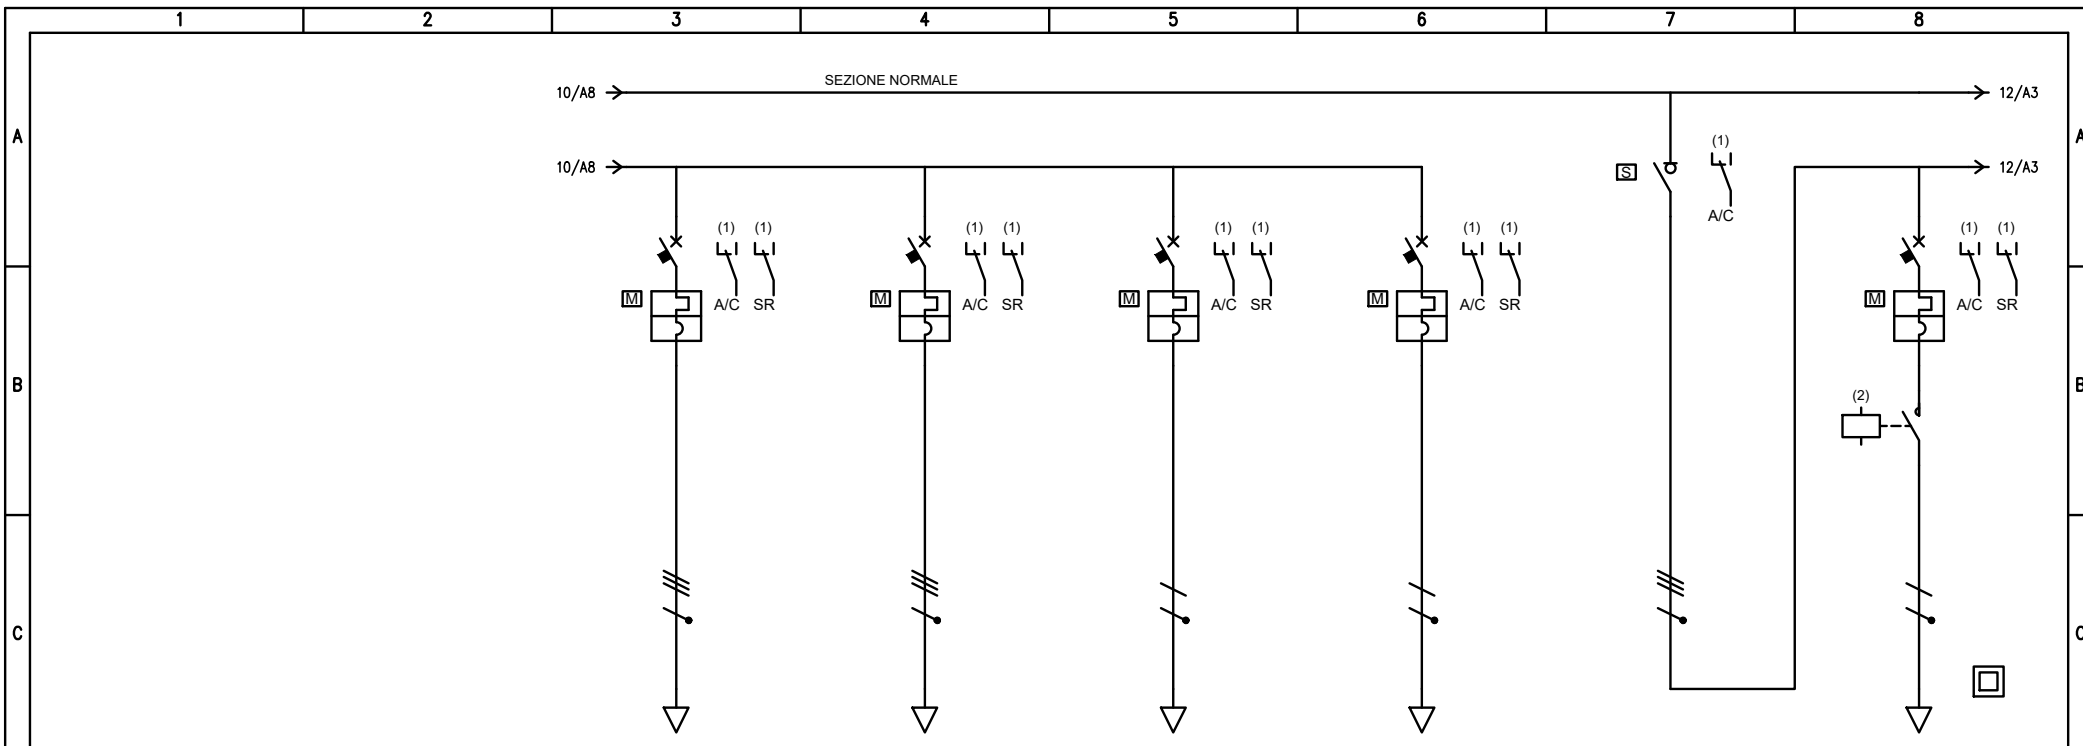 1 2 3 4 5 6 7 8
SEZIONE NORMALE
10/A8 12/A3
A A
(1)
10/A8 12/A3
S
A/C
(1) (1) (1) (1) (1) (1) (1) (1) (1) (1)
M A/C SR M A/C SR M A/C SR M A/C SR M A/C SR
B B
(2)
C C